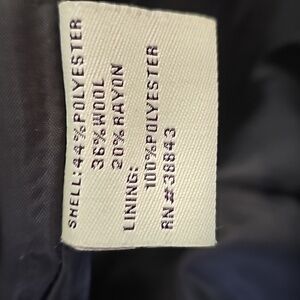 SHELL: 44% POLYESTER
36% WOOL
20% RAYON
LINING:
100% POLYESTER
RN# 38843